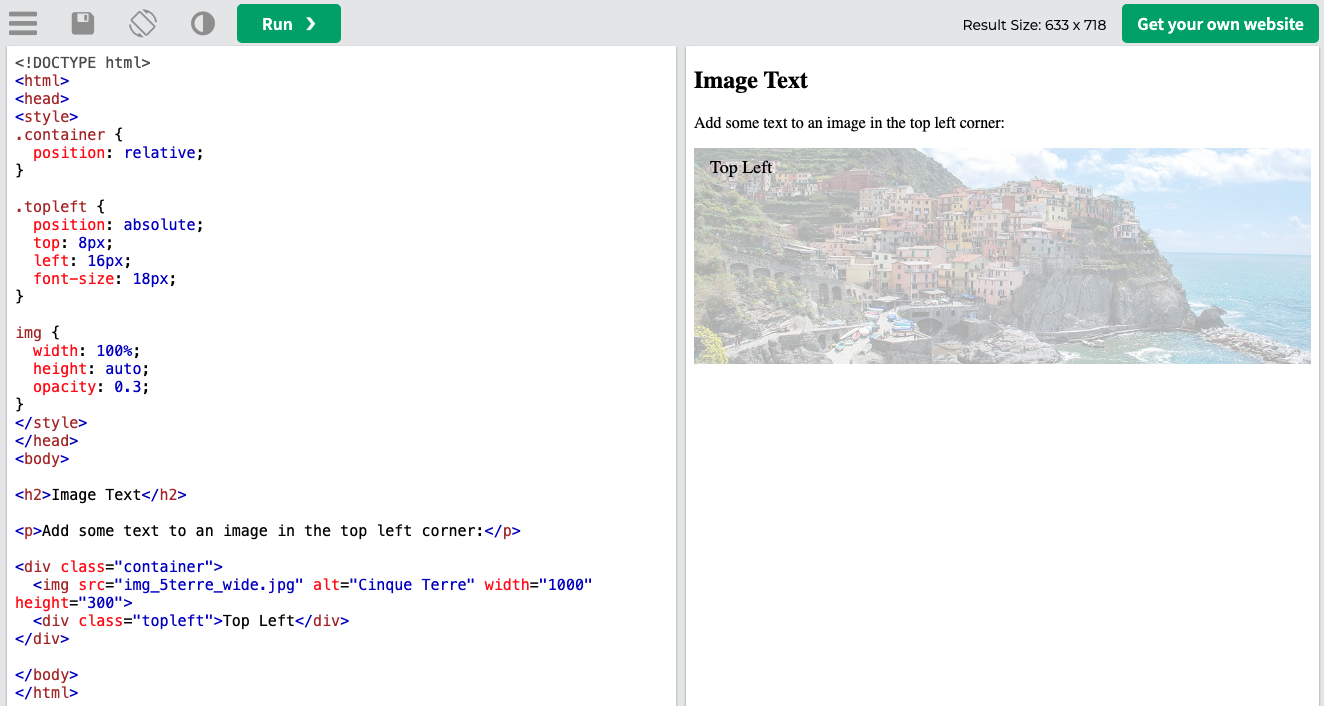 Run ❯
Result Size: 633 x 718
Get your own website
<!DOCTYPE html>
<html>
<head>
<style>
.container {
  position: relative;
}

.topleft {
  position: absolute;
  top: 8px;
  left: 16px;
  font-size: 18px;
}

img {
  width: 100%;
  height: auto;
  opacity: 0.3;
}
</style>
</head>
<body>

<h2>Image Text</h2>

<p>Add some text to an image in the top left corner:</p>

<div class="container">
  <img src="img_5terre_wide.jpg" alt="Cinque Terre" width="1000"
height="300">
  <div class="topleft">Top Left</div>
</div>

</body>
</html>
Image Text
Add some text to an image in the top left corner:
Top Left